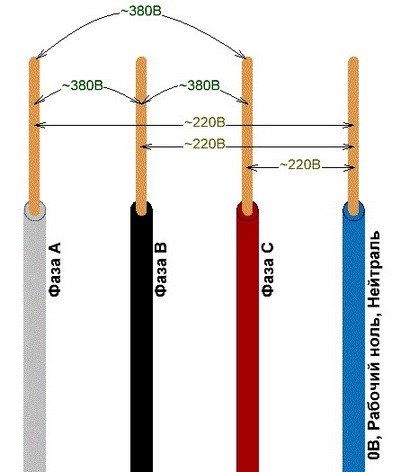 ~380В
~380В
~380В
~220В
~220В
~220В
Фаза А
Фаза В
Фаза С
0В, Рабочий ноль, Нейтраль